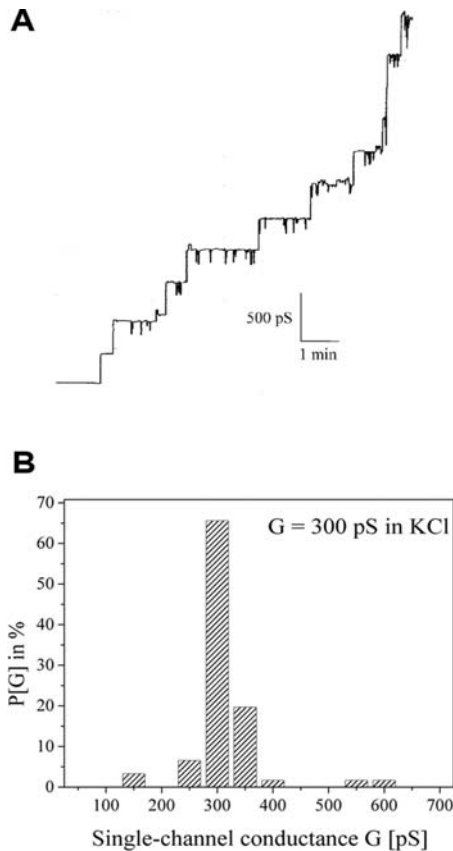 A
500 pS
1 min
B
G = 300 pS in KCl
P[G] in %
70
60
50
40
30
20
10
0
100 200 300 400 500 600 700
Single-channel conductance G [pS]